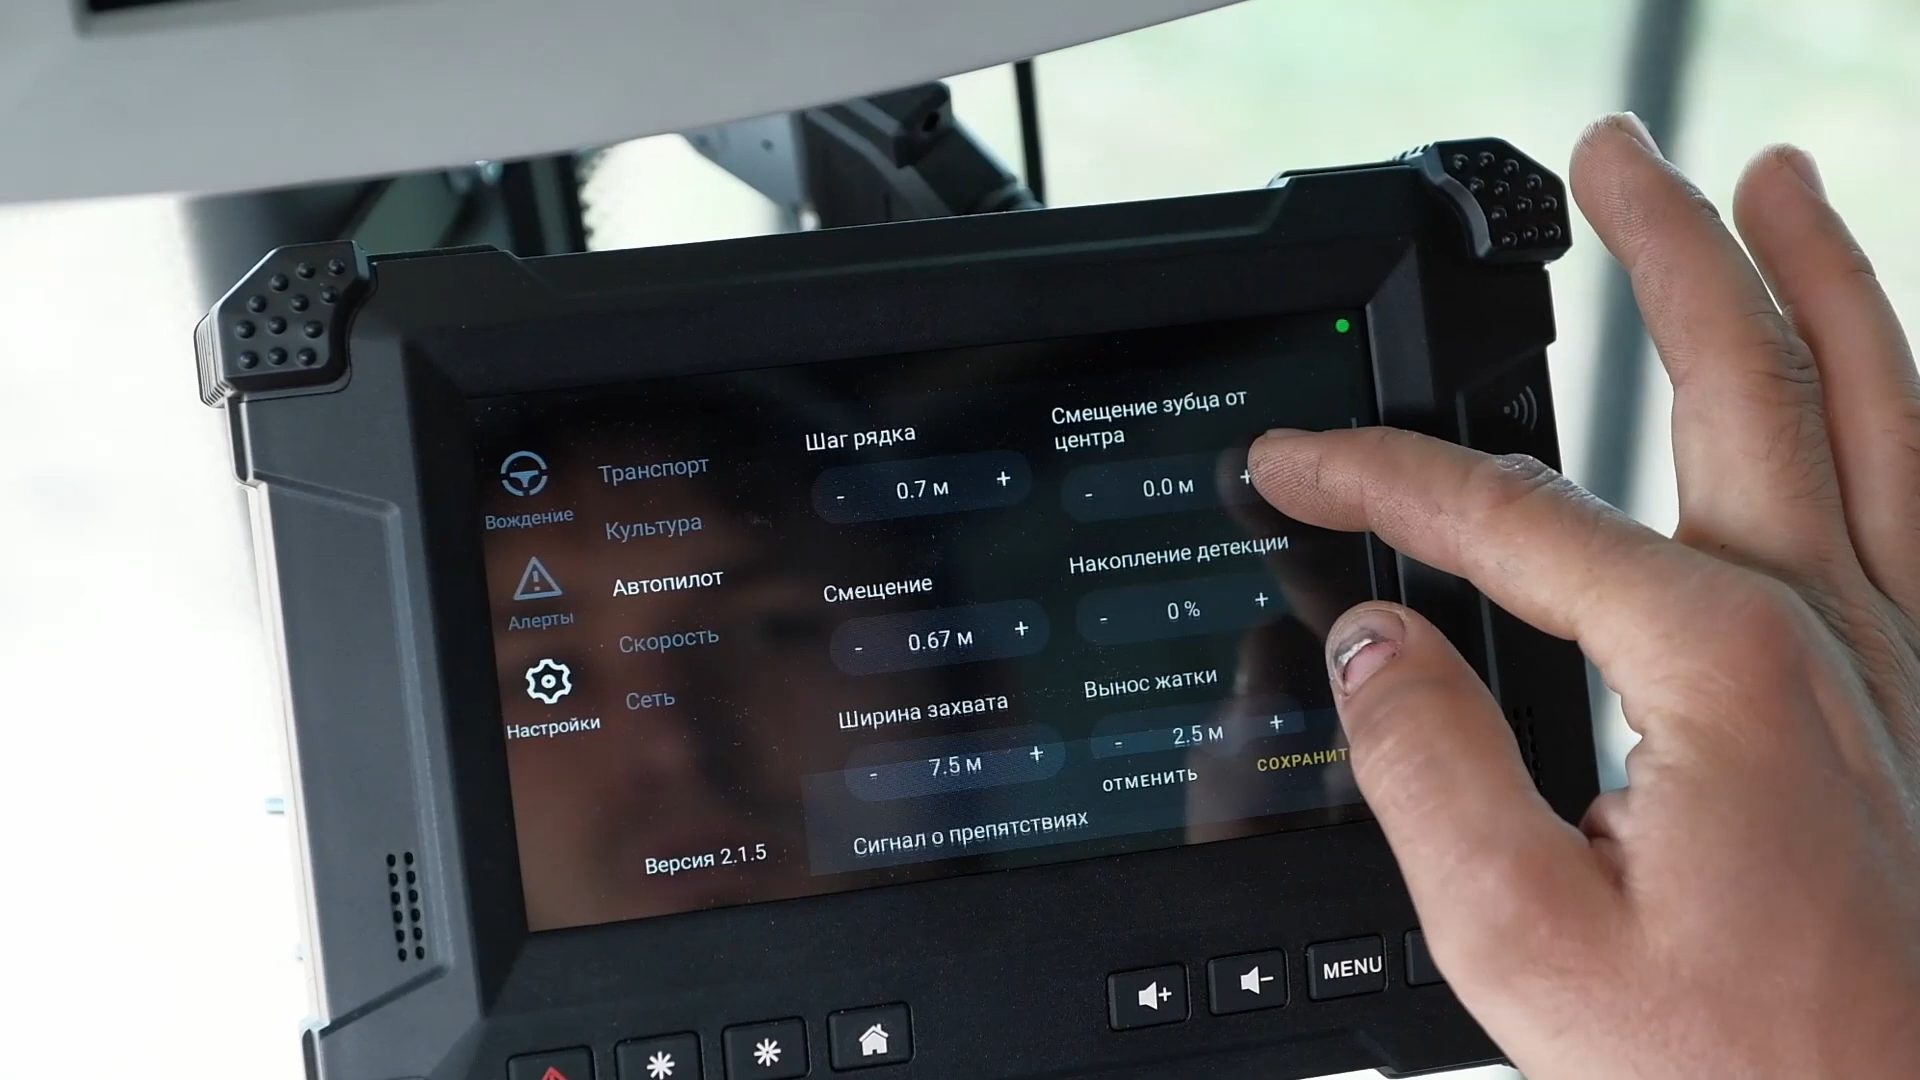 Вождение
Алерты
Настройки
Транспорт
Культура
Автопилот
Скорость
Сеть
Версия 2.1.5
Шаг рядка
- 0.7 м +
Смещение
- 0.67 м +
Ширина захвата
- 7.5 м +
Сигнал о препятствиях
Смещение зубца от
центра
- 0.0 м +
Накопление детекции
- 0 % +
Вынос жатки
- 2.5 м +
ОТМЕНИТЬ
СОХРАНИТ
MENU